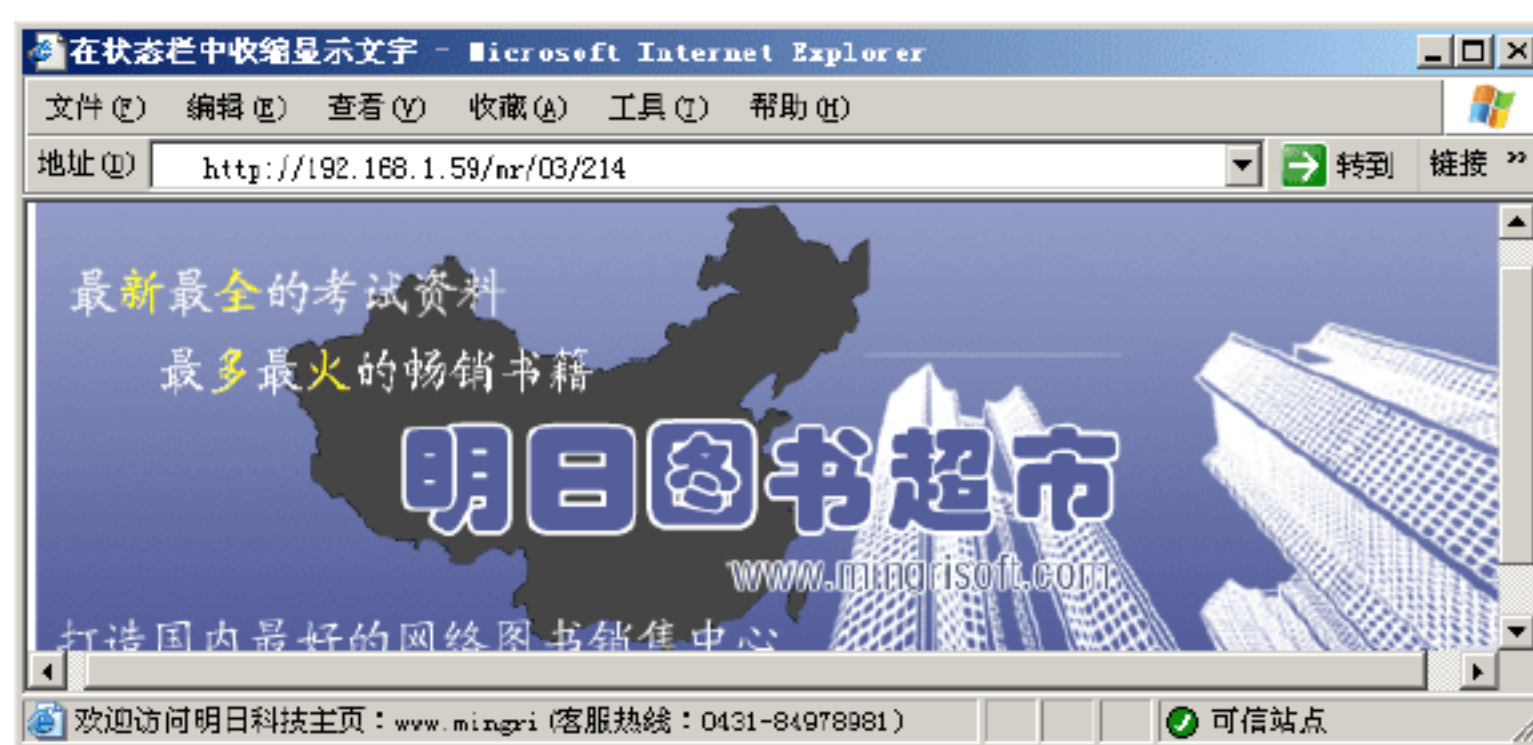 在状态栏中收缩显示文字 - Microsoft Internet Explorer
文件(F) 编辑(E) 查看(V) 收藏(A) 工具(T) 帮助(H)
地址(D) http://192.168.1.59/nr/03/214 转到 链接 »
最新最全的考试资料
最多最火的畅销书籍
明日图书超市
www.mingrisoft.com
打造国内最好的网络图书销售中心
欢迎访问明日科技主页:www.mingri(客服热线:0431-84978981) 可信站点